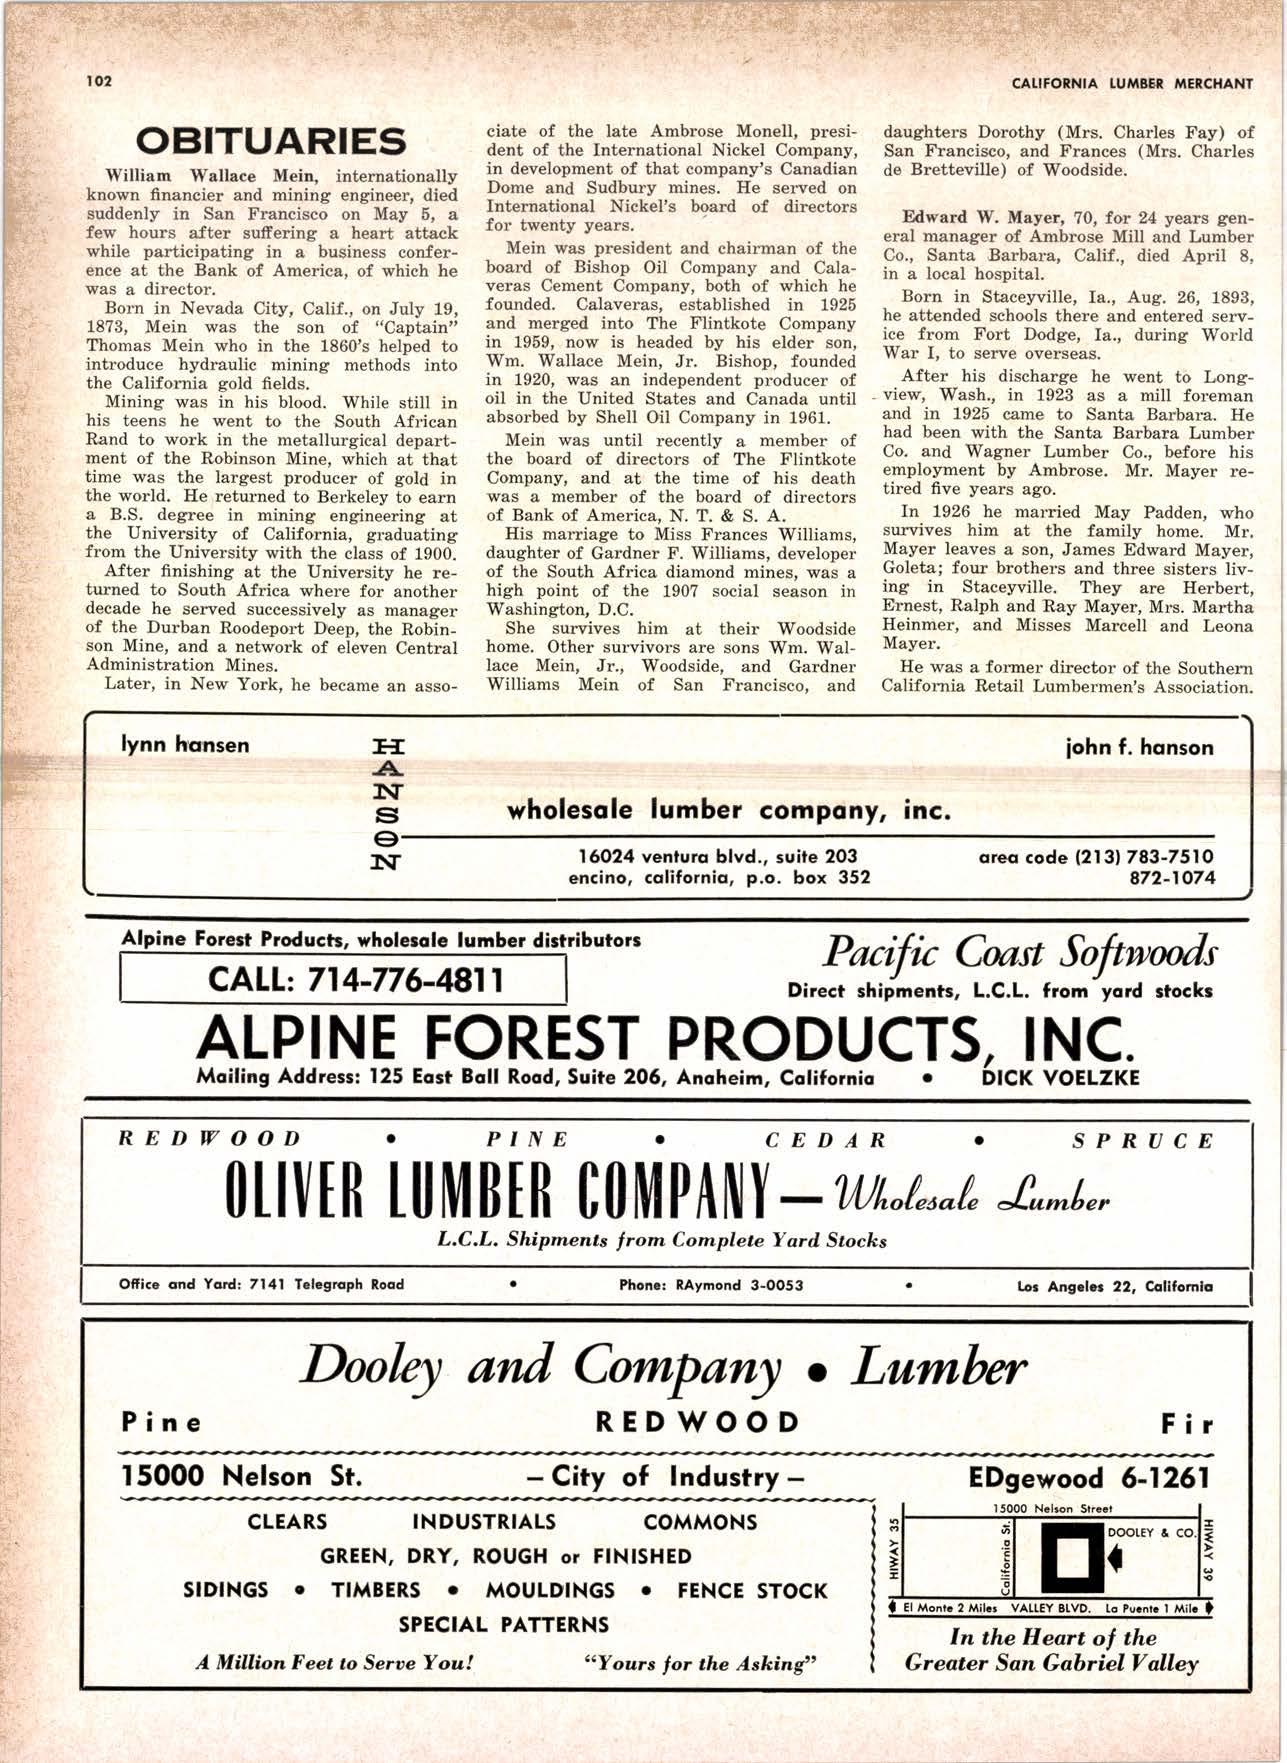 102
CALIFORNIA LUMBER MERCHANT
OBITUARIES
William Wallace Mein, internationally
known financier and mining engineer, died
suddenly in San Francisco on May 5, a
few hours after suffering a heart attack
while participating in a business confer-
ence at the Bank of America, of which he
was a director.
Born in Nevada City, Calif., on July 19,
1873, Mein was the son of "Captain"
Thomas Mein who in the 1860's helped to
introduce hydraulic mining methods into
the California gold fields.
Mining was in his blood. While still in
his teens he went to the South African
Rand to work in the metallurgical depart-
ment of the Robinson Mine, which at that
time was the largest producer of gold in
the world. He returned to Berkeley to earn
a B.S. degree in mining engineering at
the University of California, graduating
from the University with the class of 1900.
After finishing at the University he re-
turned to South Africa where for another
decade he served successively as manager
of the Durban Roodeport Deep, the Robin-
son Mine, and a network of eleven Central
Administration Mines.
Later, in New York, he became an asso-
ciate of the late Ambrose Monell, presi-
dent of the International Nickel Company,
in development of that company's Canadian
Dome and Sudbury mines. He served on
International Nickel's board of directors
for twenty years.
Mein was president and chairman of the
board of Bishop Oil Company and Cala-
veras Cement Company, both of which he
founded. Calaveras, established in 1925
and merged into The Flintkote Company
in 1959, now is headed by his elder son,
Wm. Wallace Mein, Jr. Bishop, founded
in 1920, was an independent producer of
oil in the United States and Canada until
absorbed by Shell Oil Company in 1961.
Mein was until recently a member of
the board of directors of The Flintkote
Company, and at the time of his death
was a member of the board of directors
of Bank of America, N. T. & S. A.
His marriage to Miss Frances Williams,
daughter of Gardner F. Williams, developer
of the South Africa diamond mines, was a
high point of the 1907 social season in
Washington, D.C.
She survives him at their Woodside
home. Other survivors are sons Wm. Wal-
lace Mein, Jr., Woodside, and Gardner
Williams Mein of San Francisco, and
daughters Dorothy (Mrs. Charles Fay) of
San Francisco, and Frances (Mrs. Charles
de Bretteville) of Woodside.
Edward W. Mayer, 70, for 24 years gen-
eral manager of Ambrose Mill and Lumber
Co., Santa Barbara, Calif., died April 8,
in a local hospital.
Born in Staceyville, Ia., Aug. 26, 1893,
he attended schools there and entered serv-
ice from Fort Dodge, Ia., during World
War I, to serve overseas.
After his discharge he went to Long-
view, Wash., in 1923 as a mill foreman
and in 1925 came to Santa Barbara. He
had been with the Santa Barbara Lumber
Co. and Wagner Lumber Co., before his
employment by Ambrose. Mr. Mayer re-
tired five years ago.
In 1926 he married May Padden, who
survives him at the family home. Mr.
Mayer leaves a son, James Edward Mayer,
Goleta; four brothers and three sisters liv-
ing in Staceyville. They are Herbert,
Ernest, Ralph and Ray Mayer, Mrs. Martha
Heinmer, and Misses Marcell and Leona
Mayer.
He was a former director of the Southern
California Retail Lumbermen's Association.
lynn hansen
john f. hanson
HANSON
wholesale lumber company, inc.
16024 ventura blvd., suite 203
area code (213) 783-7510
encino, california, p.o. box 352
872-1074
Alpine Forest Products, wholesale lumber distributors
CALL: 714-776-4811
Pacific Coast Softwoods
Direct shipments, L.C.L. from yard stocks
ALPINE FOREST PRODUCTS, INC.
Mailing Address: 125 East Ball Road, Suite 206, Anaheim, California • DICK VOELZKE
REDWOOD • PINE • CEDAR • SPRUCE
OLIVER LUMBER COMPANY — Wholesale Lumber
L.C.L. Shipments from Complete Yard Stocks
Office and Yard: 7141 Telegraph Road • Phone: RAymond 3-0053 • Los Angeles 22, California
Dooley and Company • Lumber
Pine REDWOOD Fir
15000 Nelson St. – City of Industry – EDgewood 6-1261
CLEARS INDUSTRIALS COMMONS
GREEN, DRY, ROUGH or FINISHED
SIDINGS • TIMBERS • MOULDINGS • FENCE STOCK
SPECIAL PATTERNS
A Million Feet to Serve You! "Yours for the Asking"
15000 Nelson Street
HIWAY 35
California St.
DOOLEY & CO.
HIWAY 39
El Monte 2 Miles VALLEY BLVD. La Puente 1 Mile
In the Heart of the
Greater San Gabriel Valley